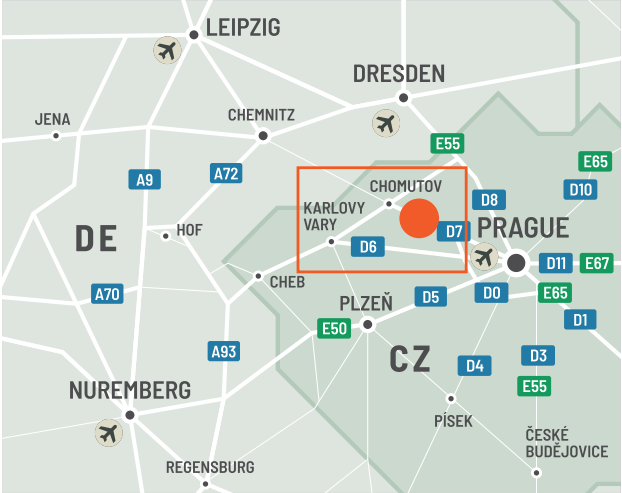 LEIPZIG
DRESDEN
JENA
CHEMNITZ
E55
E65
A9
A72
D10
CHOMUTOV
D8
KARLOVY
VARY
HOF
DE
D7
PRAGUE
D6
D11
E67
CHEB
A70
D5
D0
E65
PLZEŇ
E50
D1
A93
CZ
D4
D3
E55
NUREMBERG
PÍSEK
ČESKÉ
BUDĚJOVICE
REGENSBURG